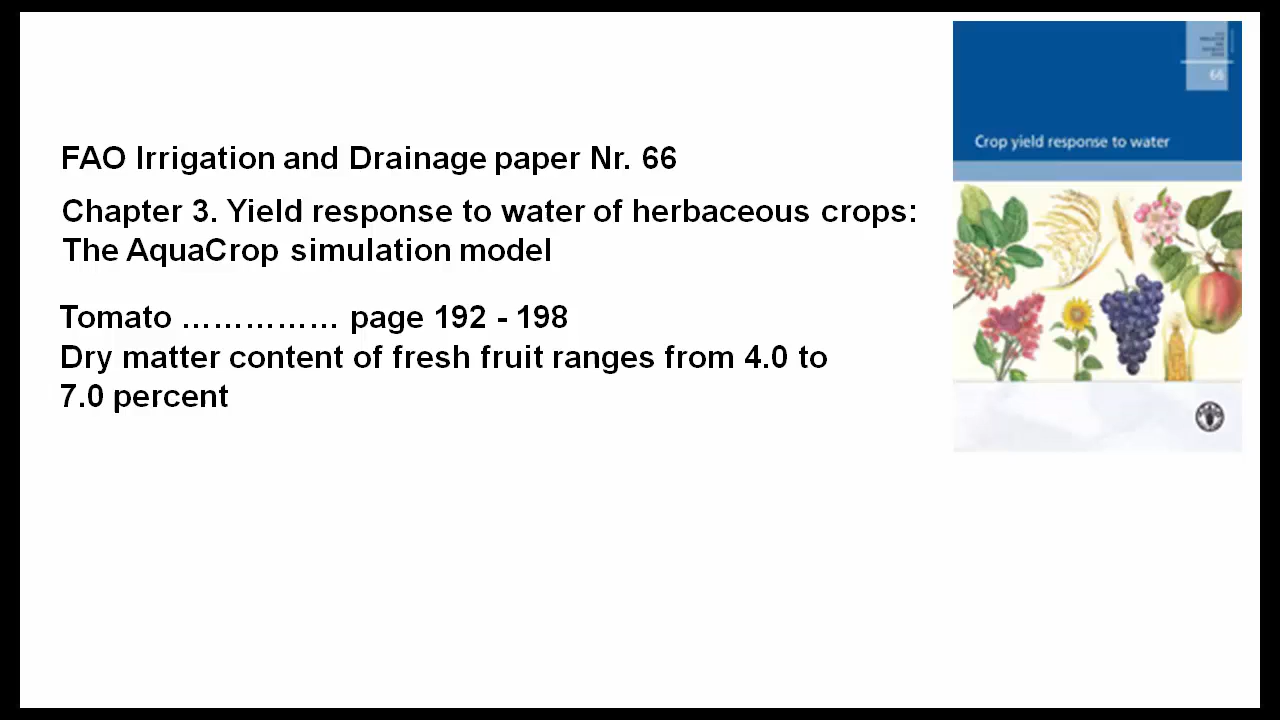 FAO Irrigation and Drainage paper Nr. 66
Chapter 3. Yield response to water of herbaceous crops:
The AquaCrop simulation model
Tomato …………… page 192 - 198
Dry matter content of fresh fruit ranges from 4.0 to
7.0 percent
66
Crop yield response to water